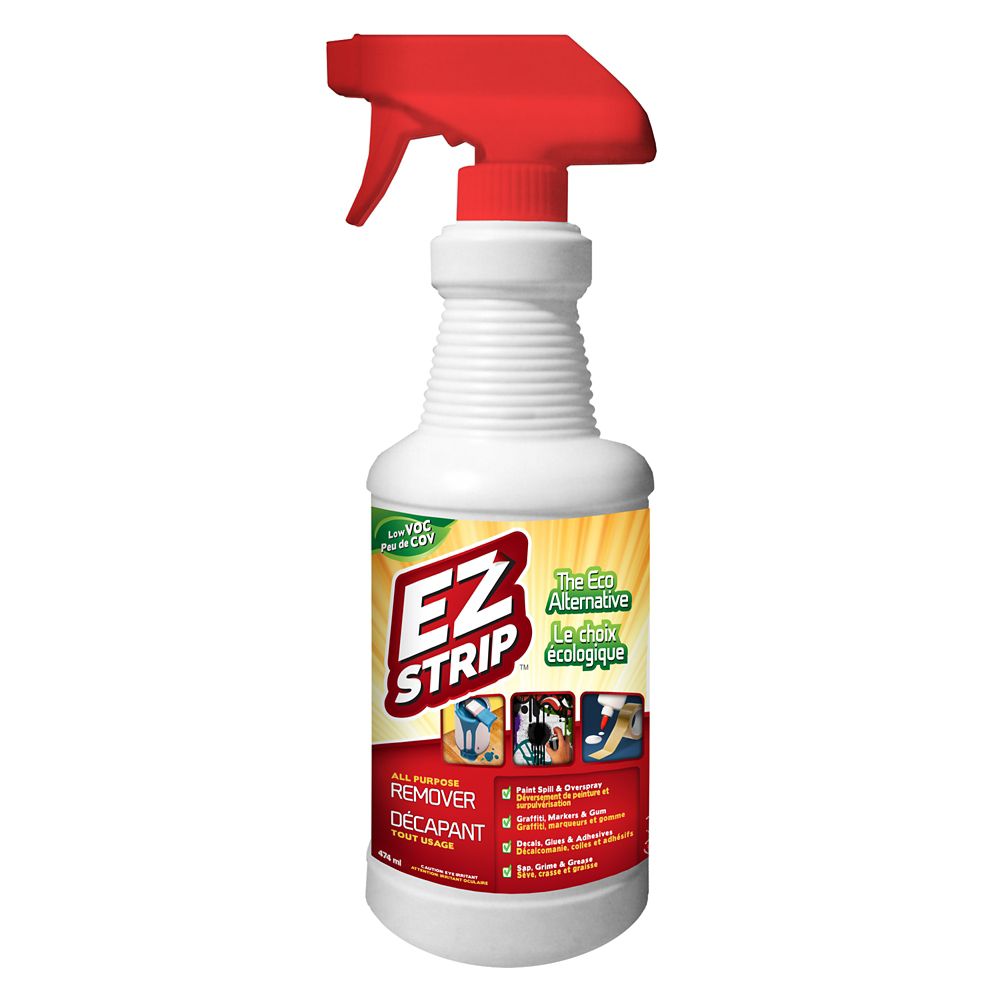 Low VOC
Peu de COV
EZ
STRIP™
The Eco
Alternative
Le choix
écologique
ALL PURPOSE
REMOVER
DÉCAPANT
TOUT USAGE
474 ml
CAUTION EYE IRRITANT
ATTENTION IRRITANT OCULAIRE
Paint Spill & Overspray
Déversement de peinture et
surpulvérisation
Graffiti, Markers & Gum
Graffiti, marqueurs et gomme
Decals, Glues & Adhesives
Décalcomanie, colles et adhésifs
Sap, Grime & Grease
Sève, crasse et graisse